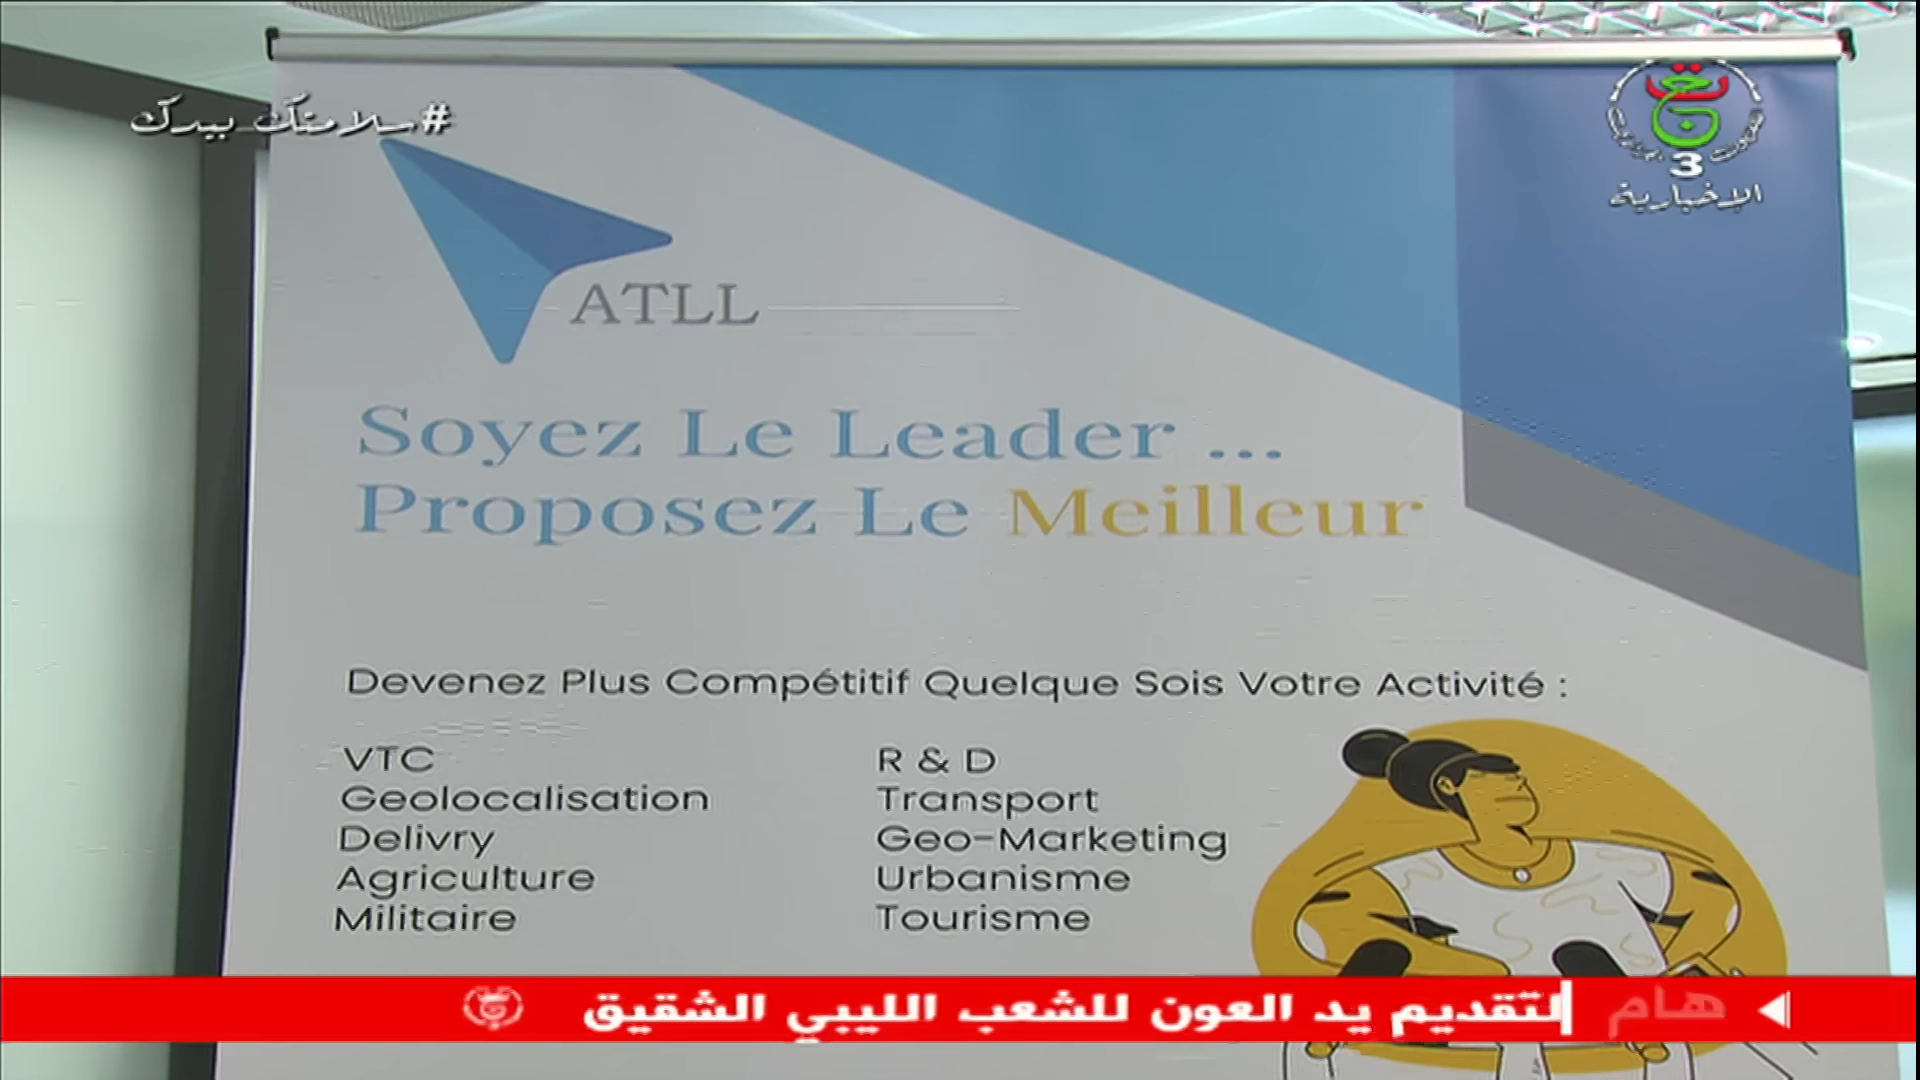 #سلامتك بيدك
3
الإخبارية
ATLL
Soyez Le Leader ...
Proposez Le Meilleur
Devenez Plus Compétitif Quelque Sois Votre Activité :
VTC
Geolocalisation
Delivry
Agriculture
Militaire
R & D
Transport
Geo-Marketing
Urbanisme
Tourisme
هام
لتقديم يد العون للشعب الليبي الشقيق